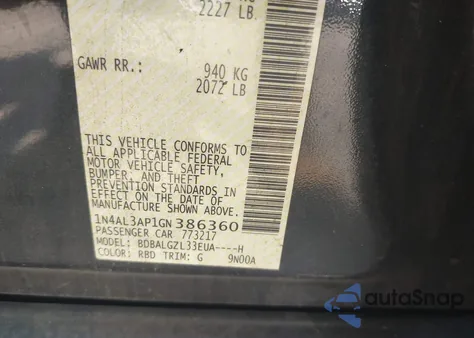 2227 LB.
GAWR RR.: 940 KG
2072 LB
THIS VEHICLE CONFORMS TO
ALL APPLICABLE FEDERAL
MOTOR VEHICLE SAFETY,
BUMPER, AND THEFT
PREVENTION STANDARDS IN
EFFECT ON THE DATE OF
MANUFACTURE SHOWN ABOVE.
1N4AL3AP1GN386360
PASSENGER CAR 773217
MODEL: BDBALGZL33EUA----H
COLOR: RBD TRIM: G 9N00A
autoSnap